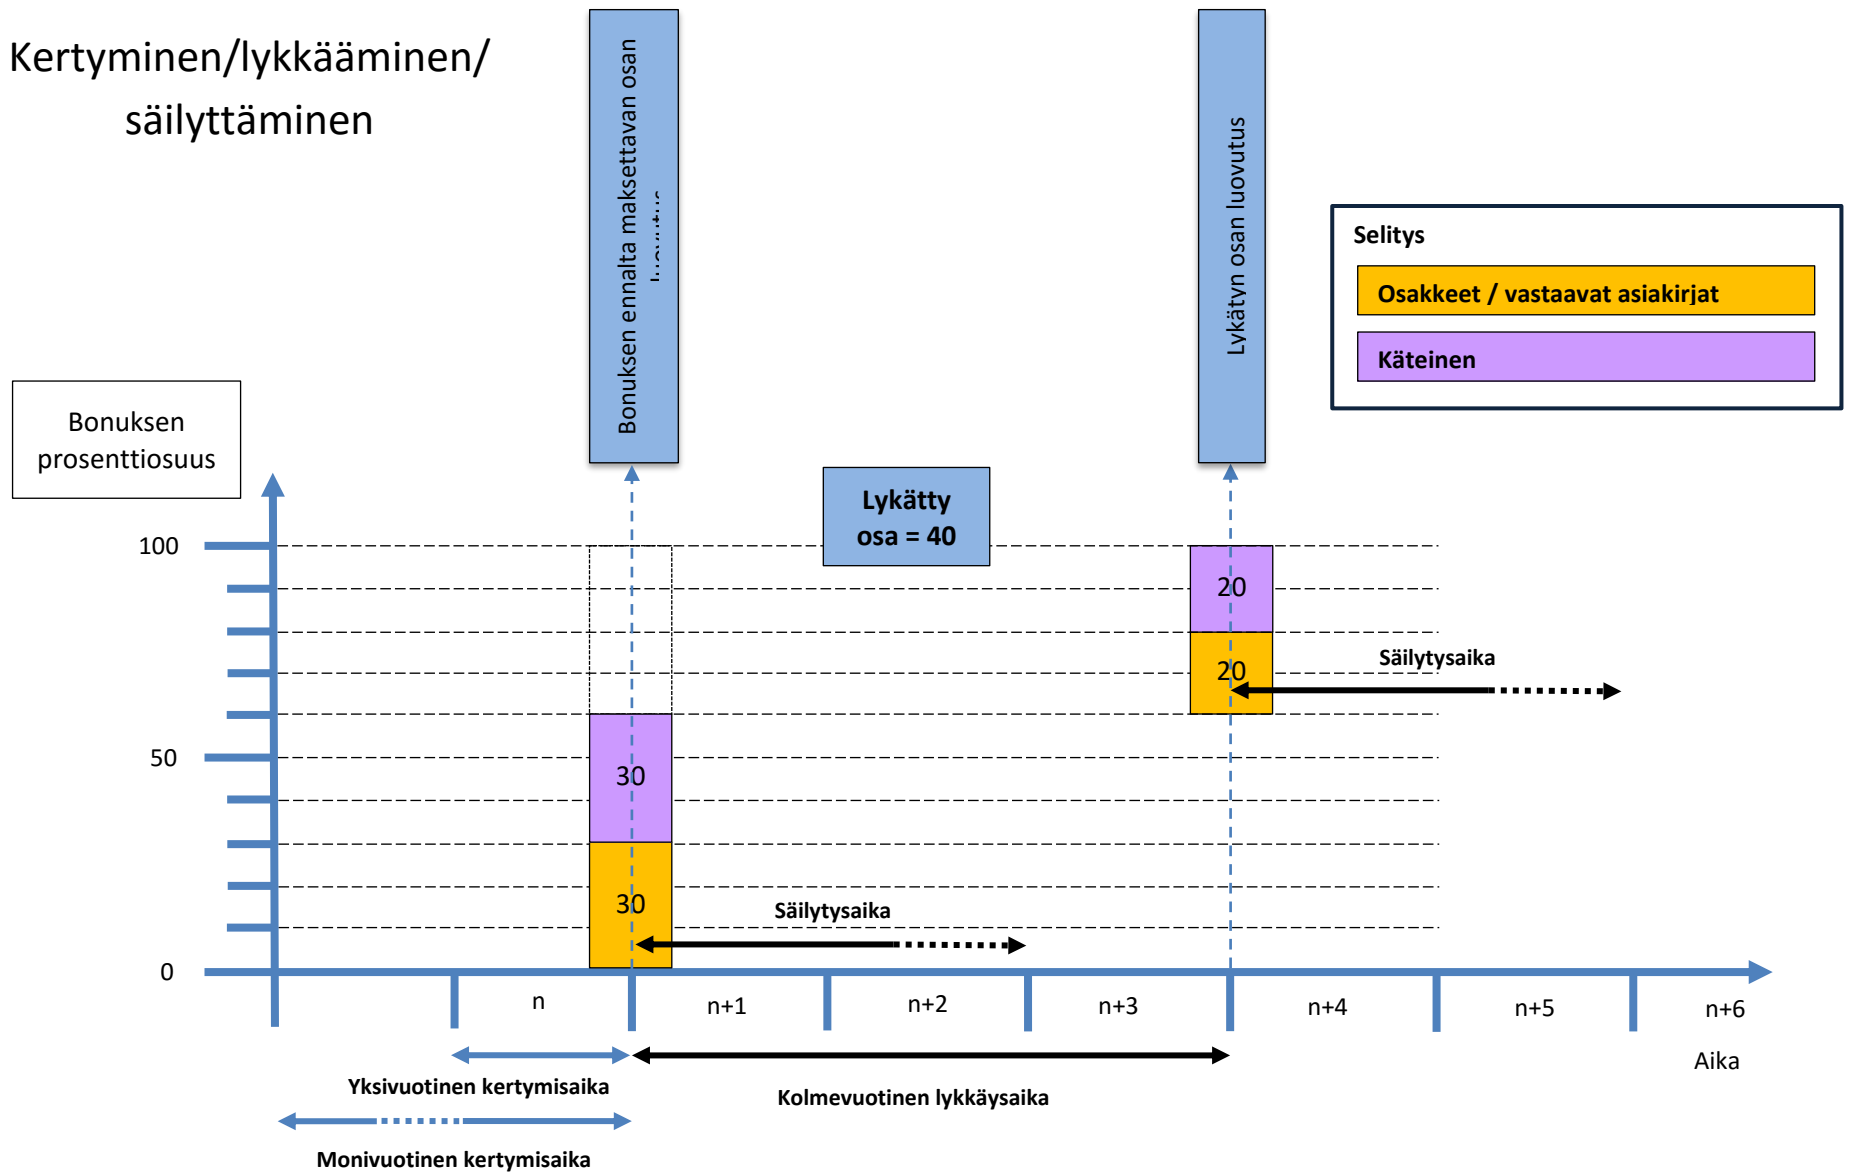 Kertyminen/lykkääminen/
säilyttäminen
Bonuksen ennalta maksettavan osan
luovutus
Lykätyn osan luovutus
Selitys
Osakkeet / vastaavat asiakirjat
Käteinen
Bonuksen
prosenttiosuus
Lykätty
osa = 40
100
20
20
Säilytysaika
50
30
30
Säilytysaika
0
n
n+1
n+2
n+3
n+4
n+5
n+6
Aika
Yksivuotinen kertymisaika
Kolmevuotinen lykkäysaika
Monivuotinen kertymisaika